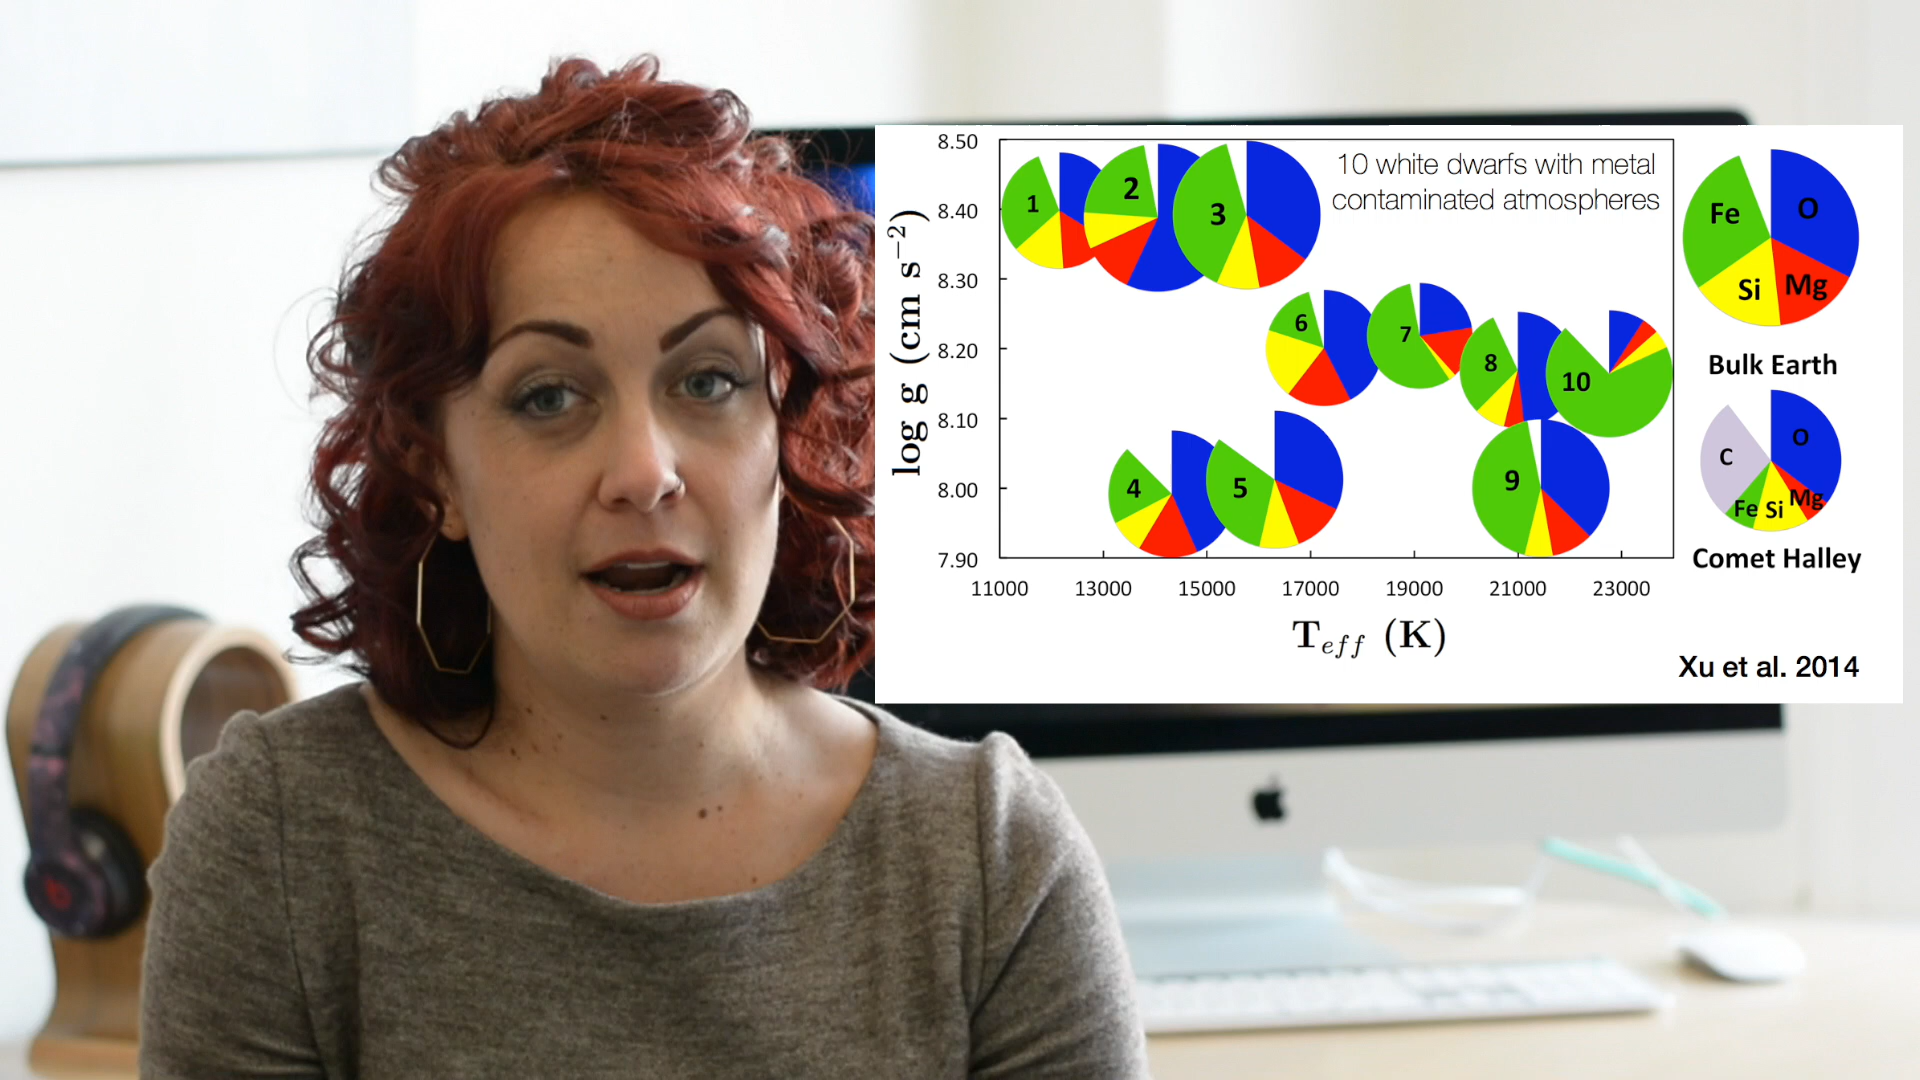 10 white dwarfs with metal
contaminated atmospheres
8.50
8.40
8.30
8.20
8.10
8.00
7.90
log g (cm s⁻²)
1
2
3
6
7
8
10
4
5
9
11000 13000 15000 17000 19000 21000 23000
T_eff (K)
Fe O
Si Mg
Bulk Earth
C O
Fe Si Mg
Comet Halley
Xu et al. 2014